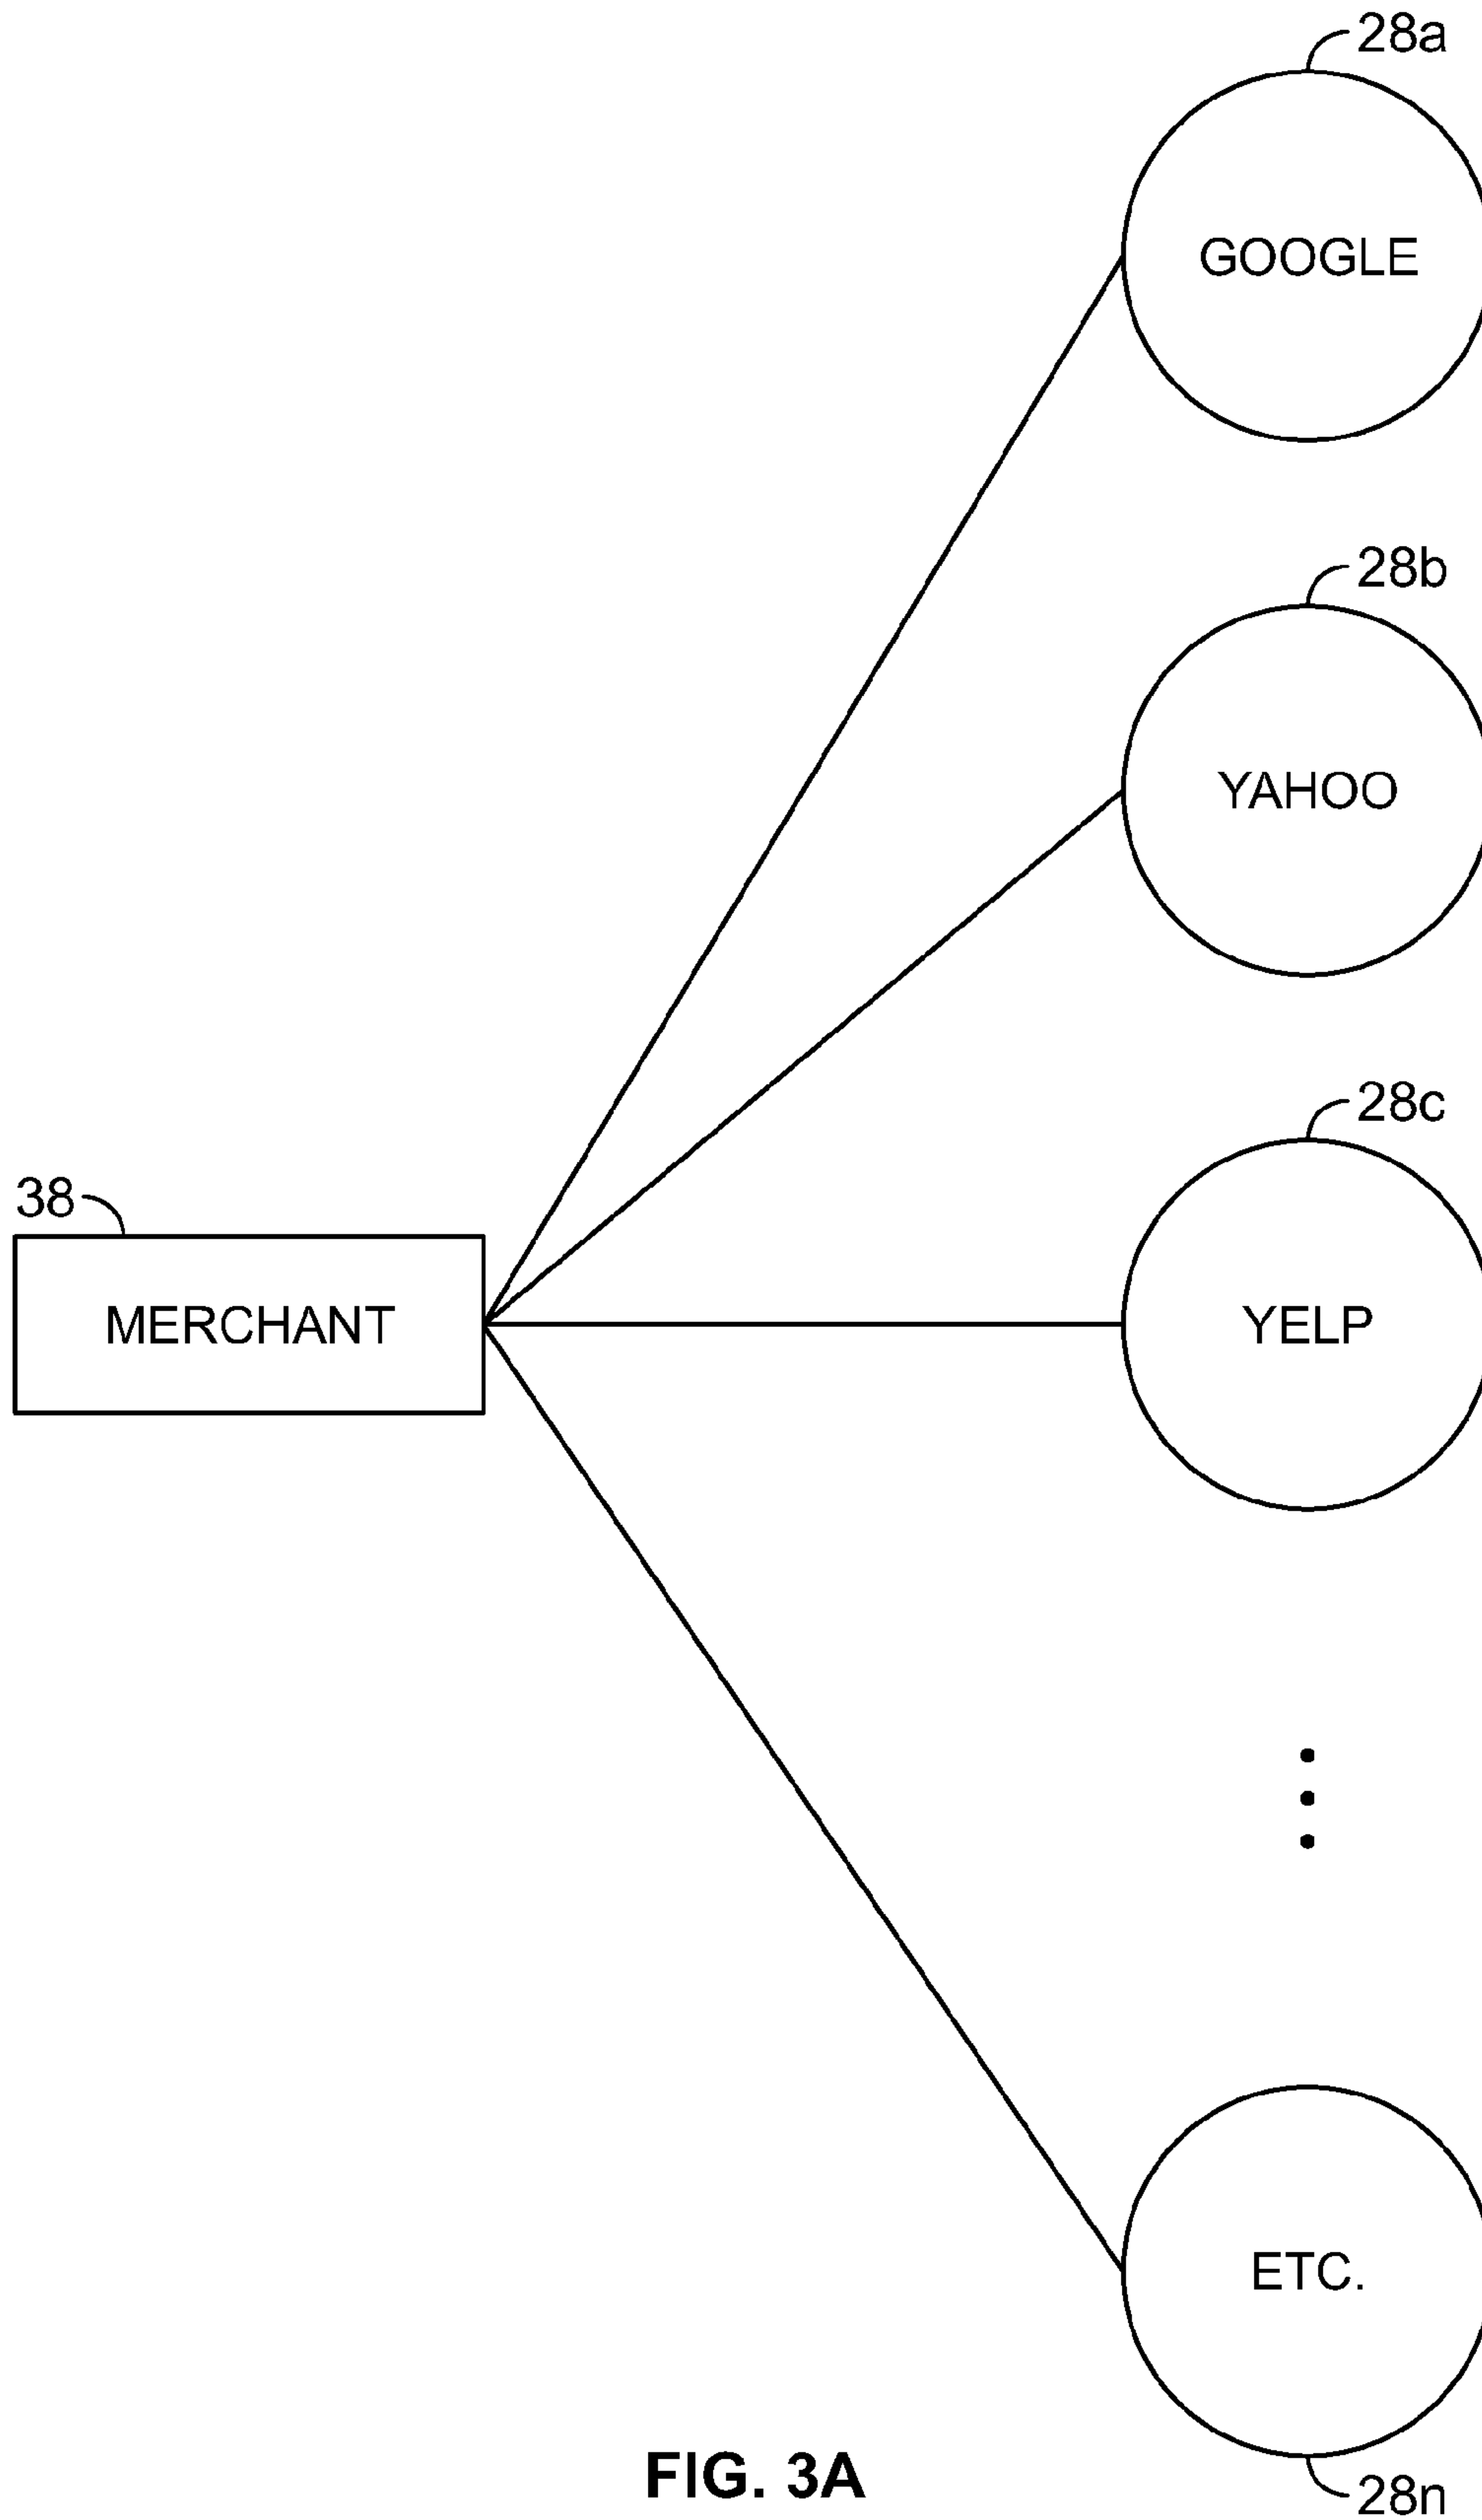 28a
GOOGLE
28b
YAHOO
28c
38
MERCHANT
YELP
ETC.
FIG. 3A
28n